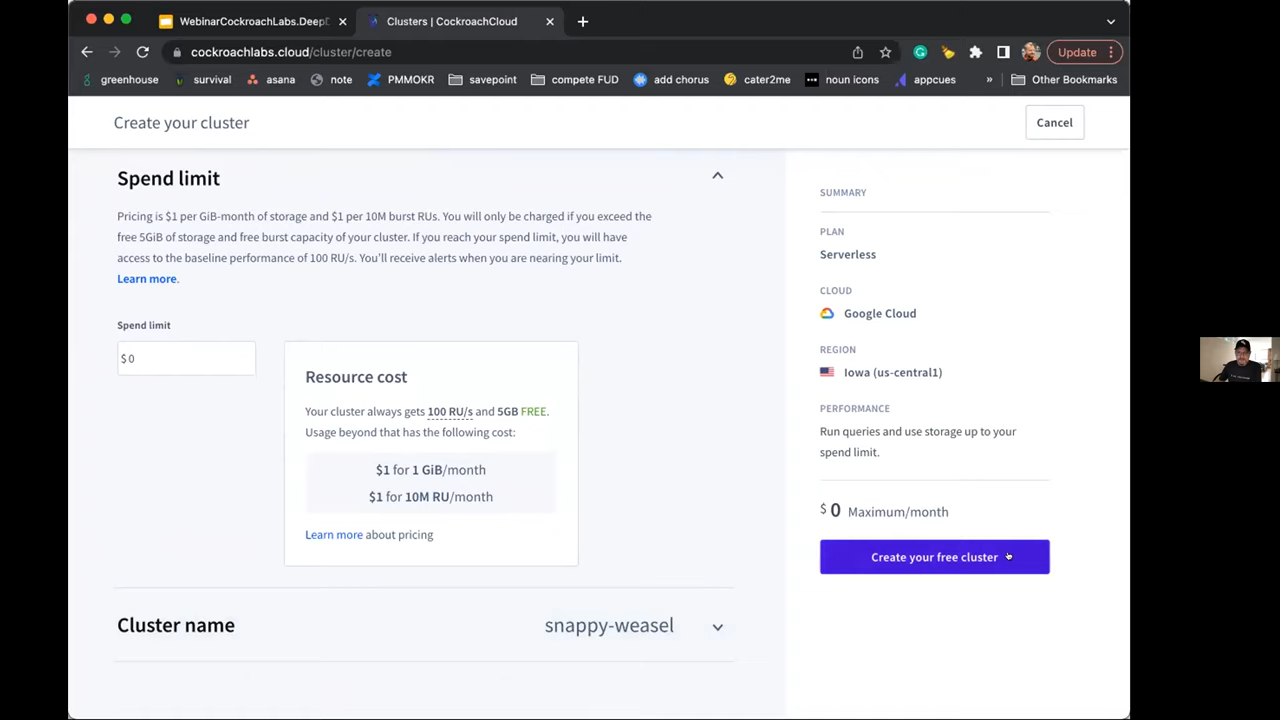 WebinarCockroachLabs.DeepD
Clusters | CockroachCloud
cockroachlabs.cloud/cluster/create
Update
greenhouse
survival
asana
note
PMMOKR
savepoint
compete FUD
add chorus
cater2me
noun icons
appcues
»
Other Bookmarks
Create your cluster
Cancel
Spend limit
Pricing is $1 per GiB-month of storage and $1 per 10M burst RUs. You will only be charged if you exceed the
free 5GiB of storage and free burst capacity of your cluster. If you reach your spend limit, you will have
access to the baseline performance of 100 RU/s. You'll receive alerts when you are nearing your limit.
Learn more.
Spend limit
$ 0
Resource cost
Your cluster always gets 100 RU/s and 5GB FREE.
Usage beyond that has the following cost:
$1 for 1 GiB/month
$1 for 10M RU/month
Learn more about pricing
Cluster name
snappy-weasel
SUMMARY
PLAN
Serverless
CLOUD
Google Cloud
REGION
Iowa (us-central1)
PERFORMANCE
Run queries and use storage up to your
spend limit.
$ 0 Maximum/month
Create your free cluster